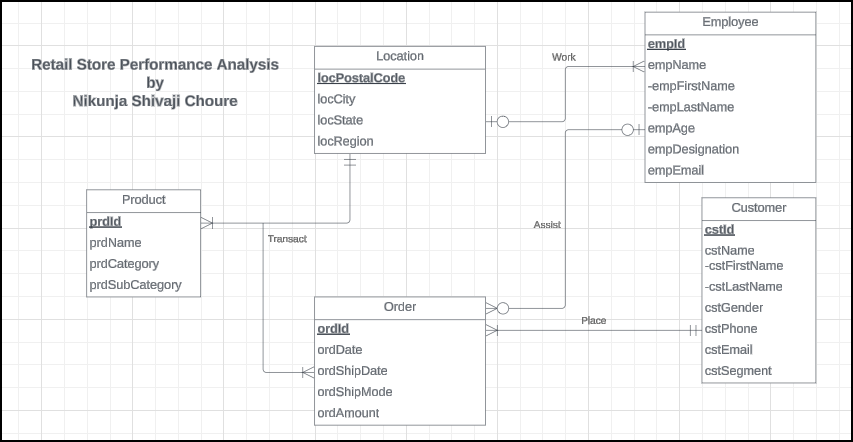 Retail Store Performance Analysis
by
Nikunja Shivaji Choure
Location
locPostalCode
locCity
locState
locRegion
Work
Employee
empId
empName
-empFirstName
-empLastName
empAge
empDesignation
empEmail
Product
prdId
prdName
prdCategory
prdSubCategory
Transact
Assist
Customer
cstId
cstName
-cstFirstName
-cstLastName
cstGender
cstPhone
cstEmail
cstSegment
Place
Order
ordId
ordDate
ordShipDate
ordShipMode
ordAmount